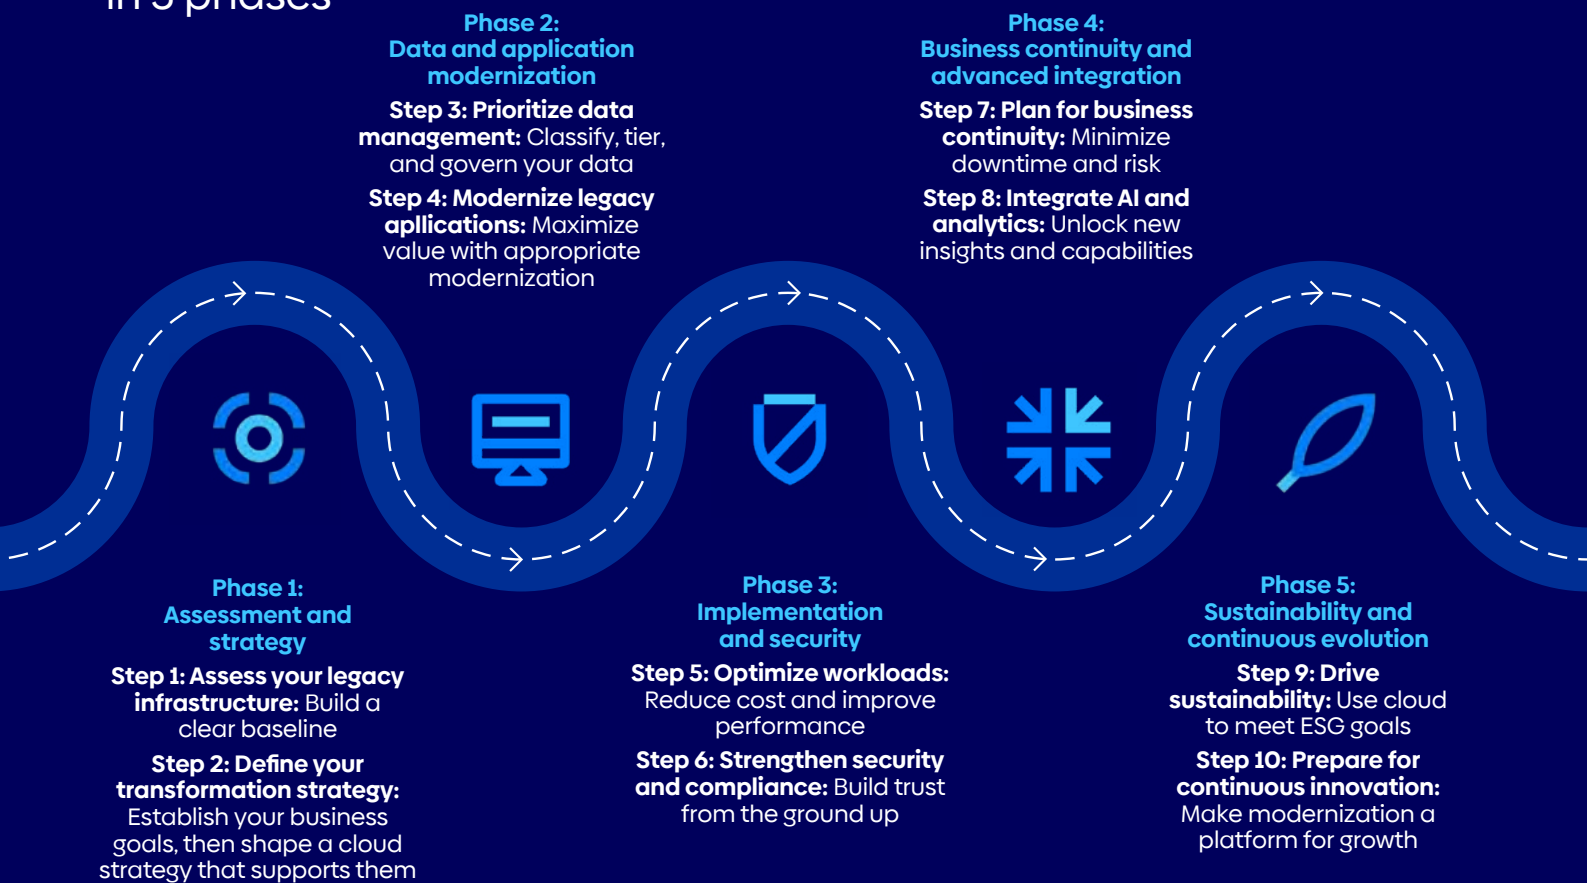 in 5 phases
Phase 2:
Data and application
modernization
Step 3: Prioritize data
management: Classify, tier,
and govern your data
Step 4: Modernize legacy
apllications: Maximize
value with appropriate
modernization
Phase 4:
Business continuity and
advanced integration
Step 7: Plan for business
continuity: Minimize
downtime and risk
Step 8: Integrate AI and
analytics: Unlock new
insights and capabilities
Phase 1:
Assessment and
strategy
Step 1: Assess your legacy
infrastructure: Build a
clear baseline
Step 2: Define your
transformation strategy:
Establish your business
goals, then shape a cloud
strategy that supports them
Phase 3:
Implementation
and security
Step 5: Optimize workloads:
Reduce cost and improve
performance
Step 6: Strengthen security
and compliance: Build trust
from the ground up
Phase 5:
Sustainability and
continuous evolution
Step 9: Drive
sustainability: Use cloud
to meet ESG goals
Step 10: Prepare for
continuous innovation:
Make modernization a
platform for growth